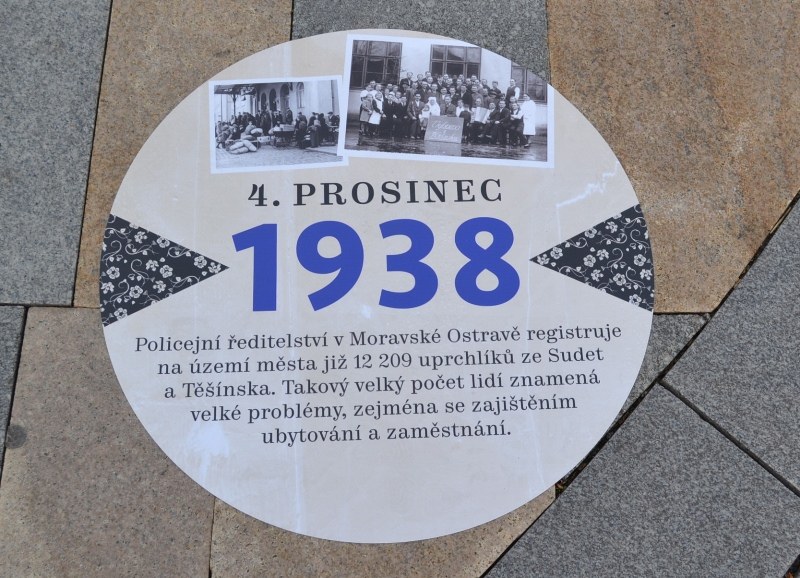 4. PROSINEC
1938
Policejní ředitelství v Moravské Ostravě registruje
na území města již 12 209 uprchlíků ze Sudet
a Těšínska. Takový velký počet lidí znamená
velké problémy, zejména se zajištěním
ubytování a zaměstnání.